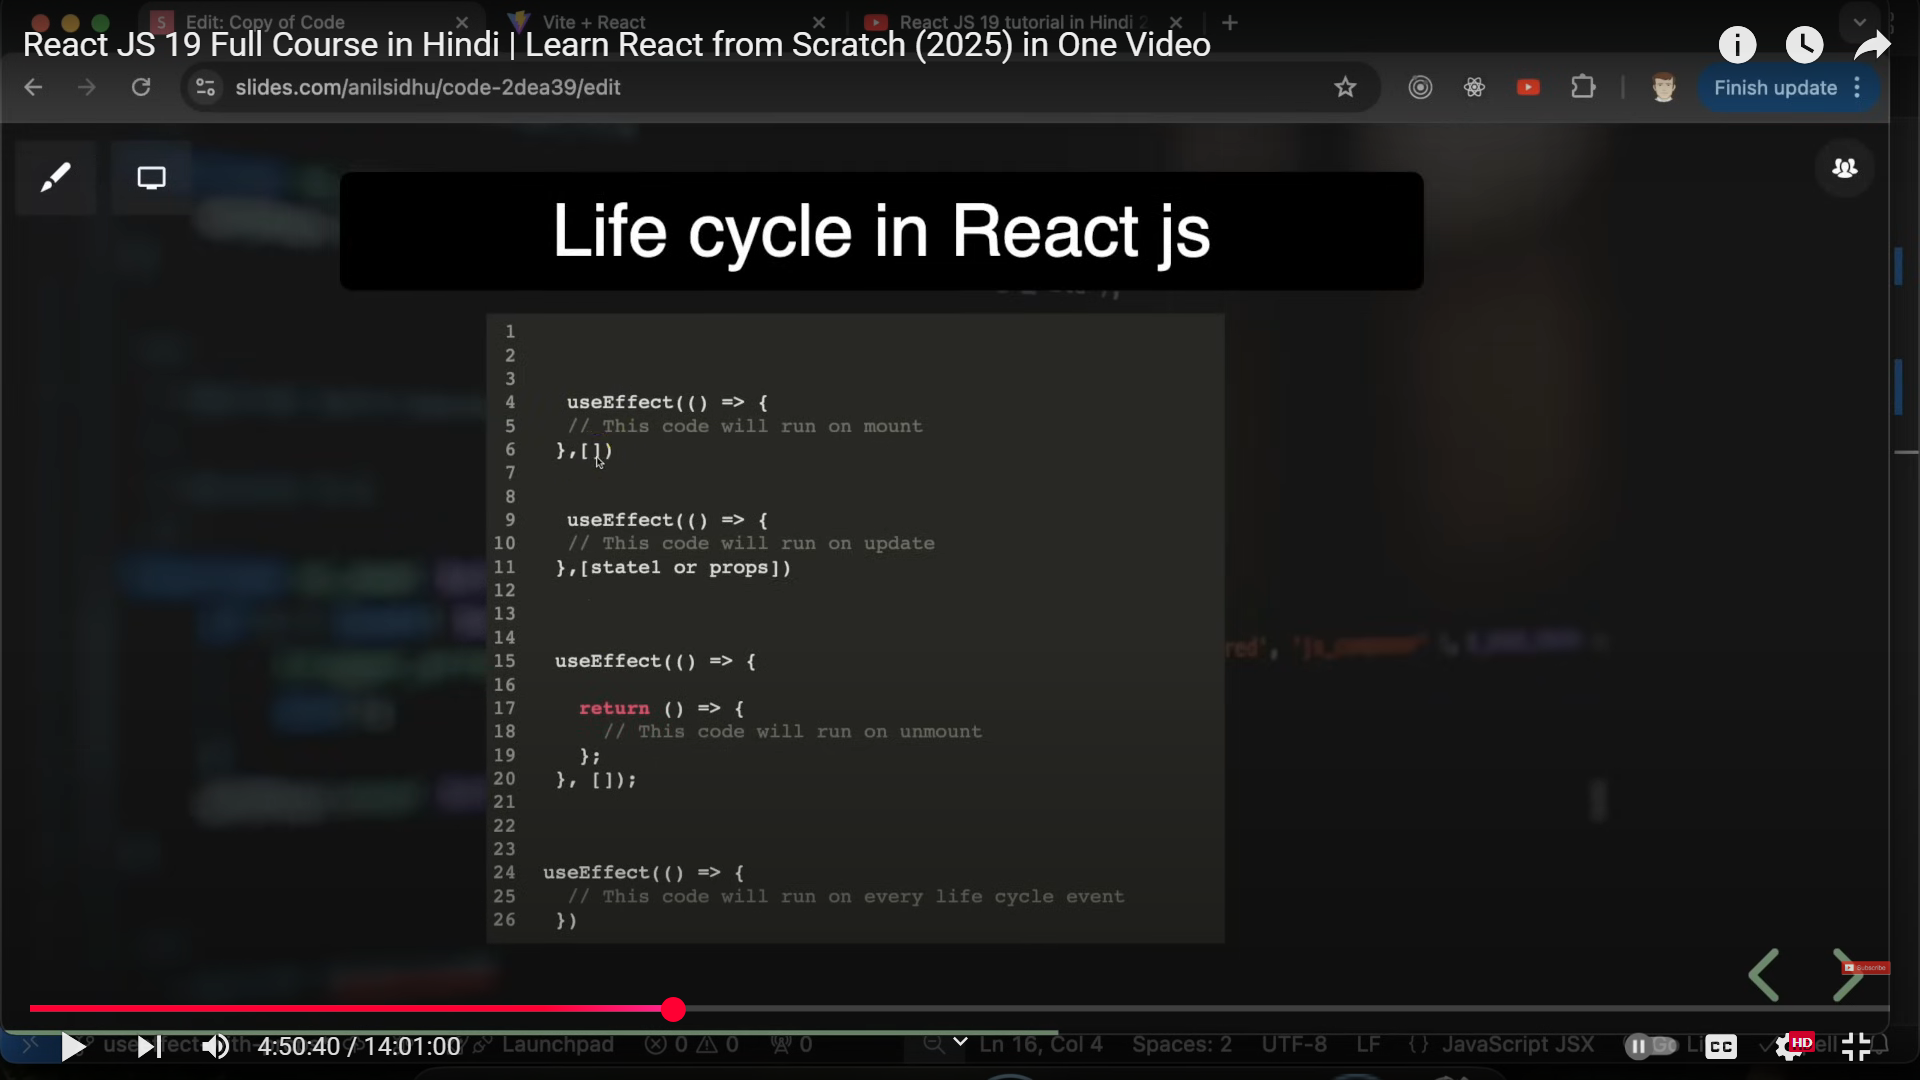 Edit: Copy of Code
Vite + React
React JS 19 tutorial in Hindi 2
React JS 19 Full Course in Hindi | Learn React from Scratch (2025) in One Video
slides.com/anilsidhu/code-2dea39/edit
Finish update
Life cycle in React js
1
2
3
4 useEffect(() => {
5 // This code will run on mount
6 },[])
7
8
9 useEffect(() => {
10 // This code will run on update
11 },[state1 or props])
12
13
14
15 useEffect(() => {
16
17 return () => {
18 // This code will run on unmount
19 };
20 }, []);
21
22
23
24 useEffect(() => {
25 // This code will run on every life cycle event
26 })
red', 'js_composer'
Subscribe
4:50:40 / 14:01:00
Launchpad 0 0 0 Ln 16, Col 4 Spaces: 2 UTF-8 LF {} JavaScript JSX CC HD